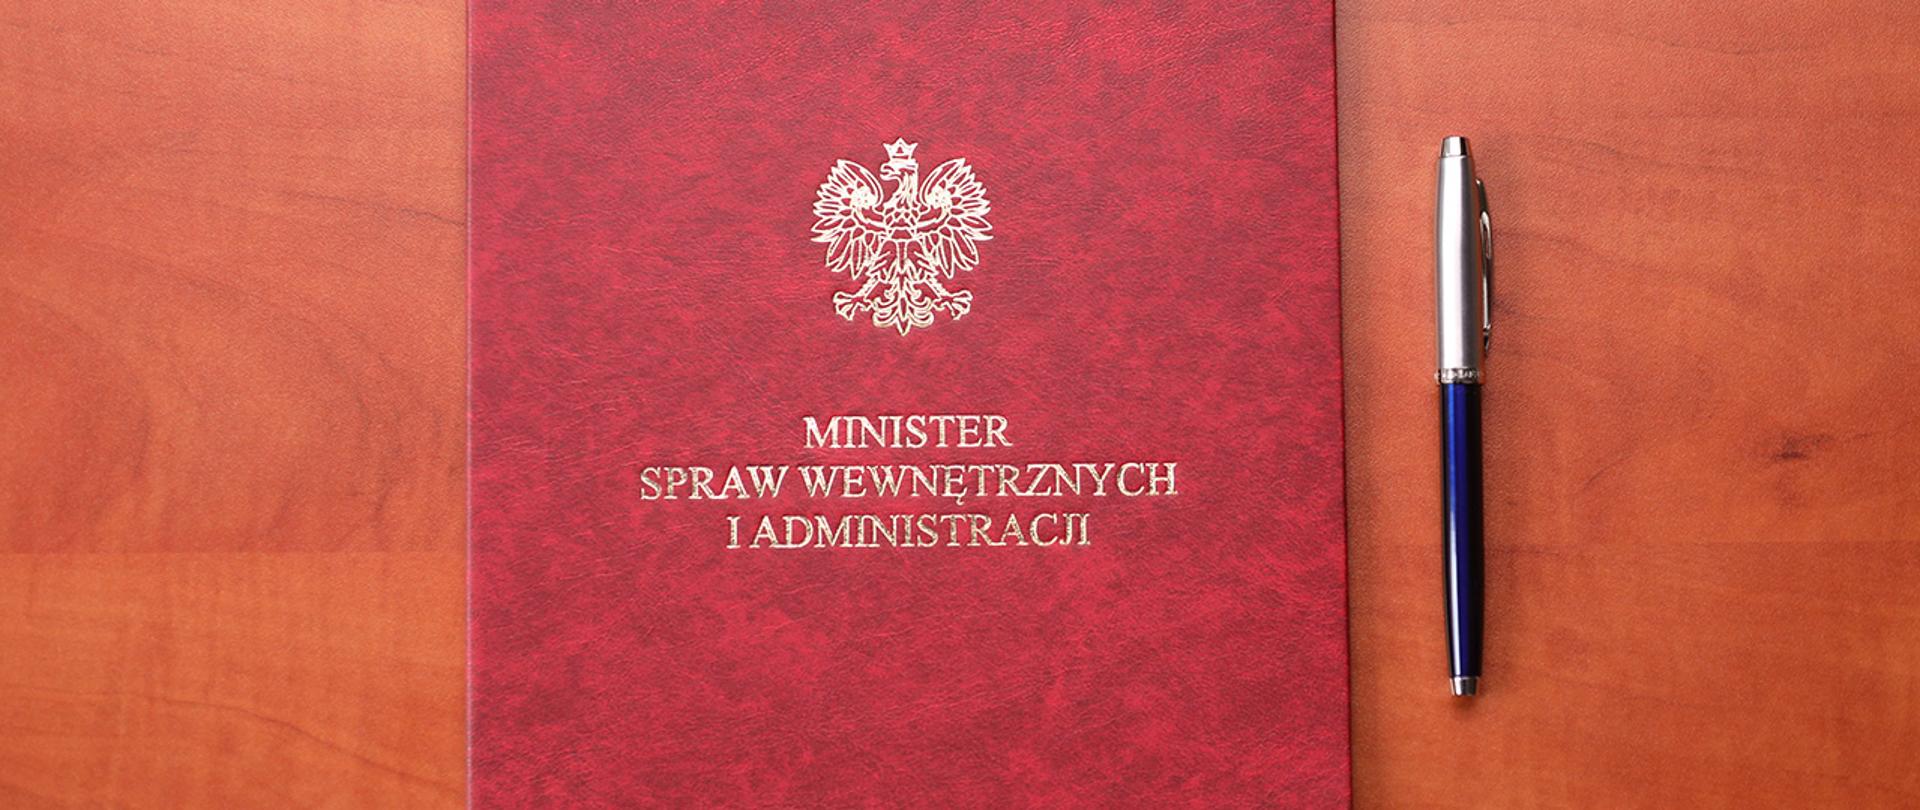 MINISTER
SPRAW WEWNĘTRZNYCH
I ADMINISTRACJI